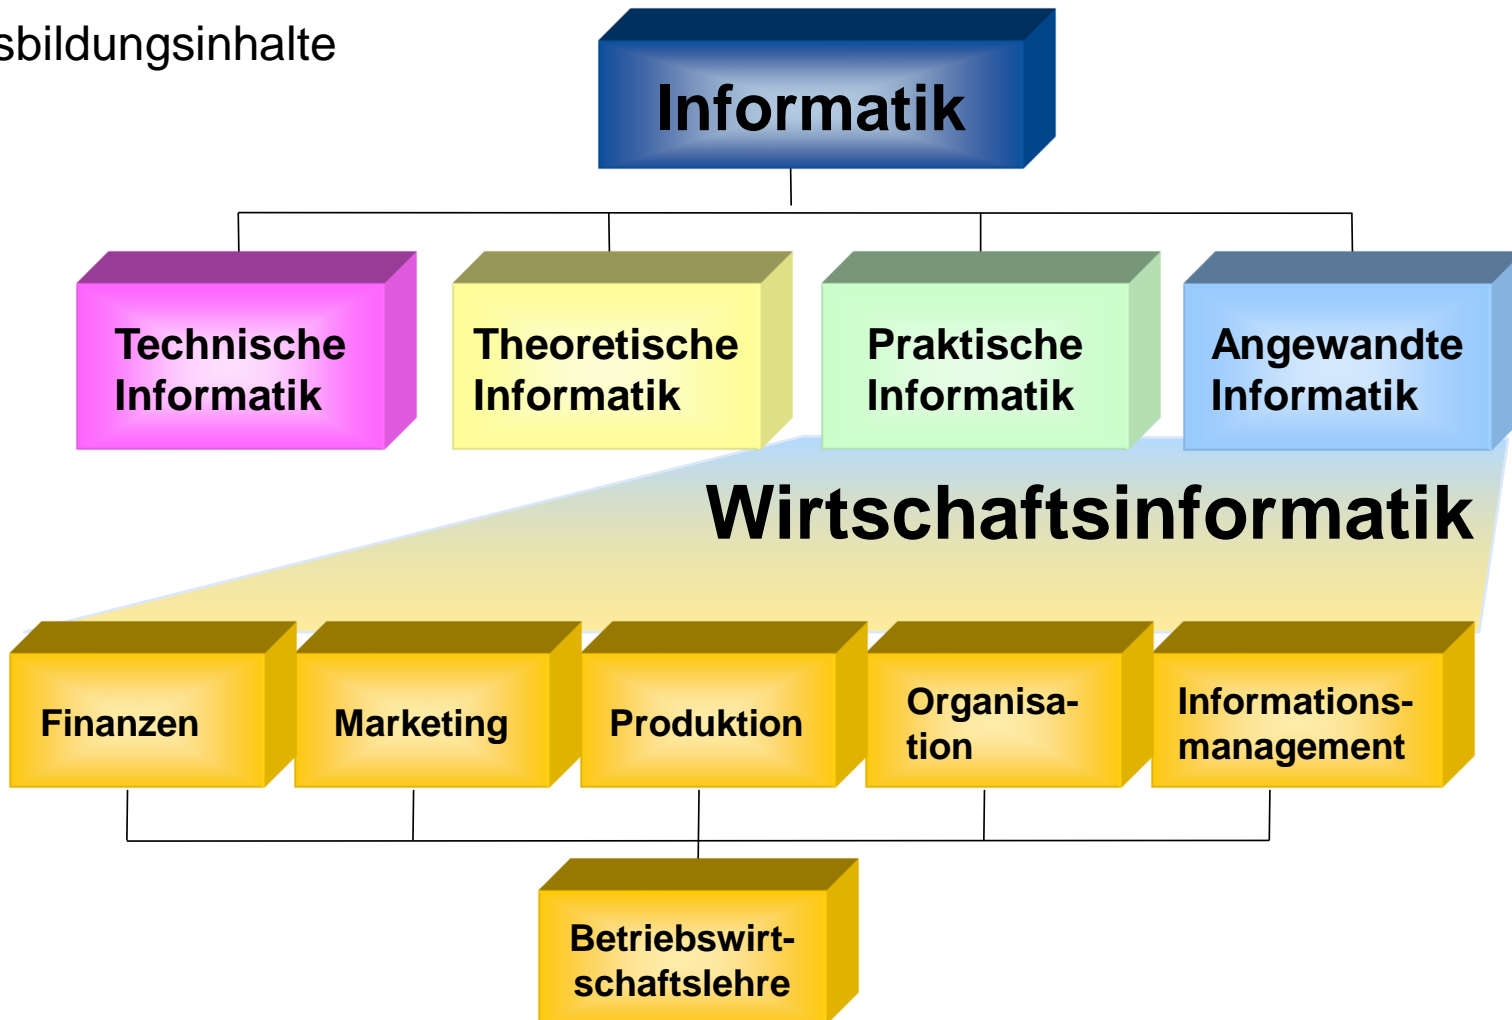 sbildungsinhalte
Informatik
Technische
Informatik
Theoretische
Informatik
Praktische
Informatik
Angewandte
Informatik
Wirtschaftsinformatik
Finanzen
Marketing
Produktion
Organisa-
tion
Informations-
management
Betriebswirt-
schaftslehre